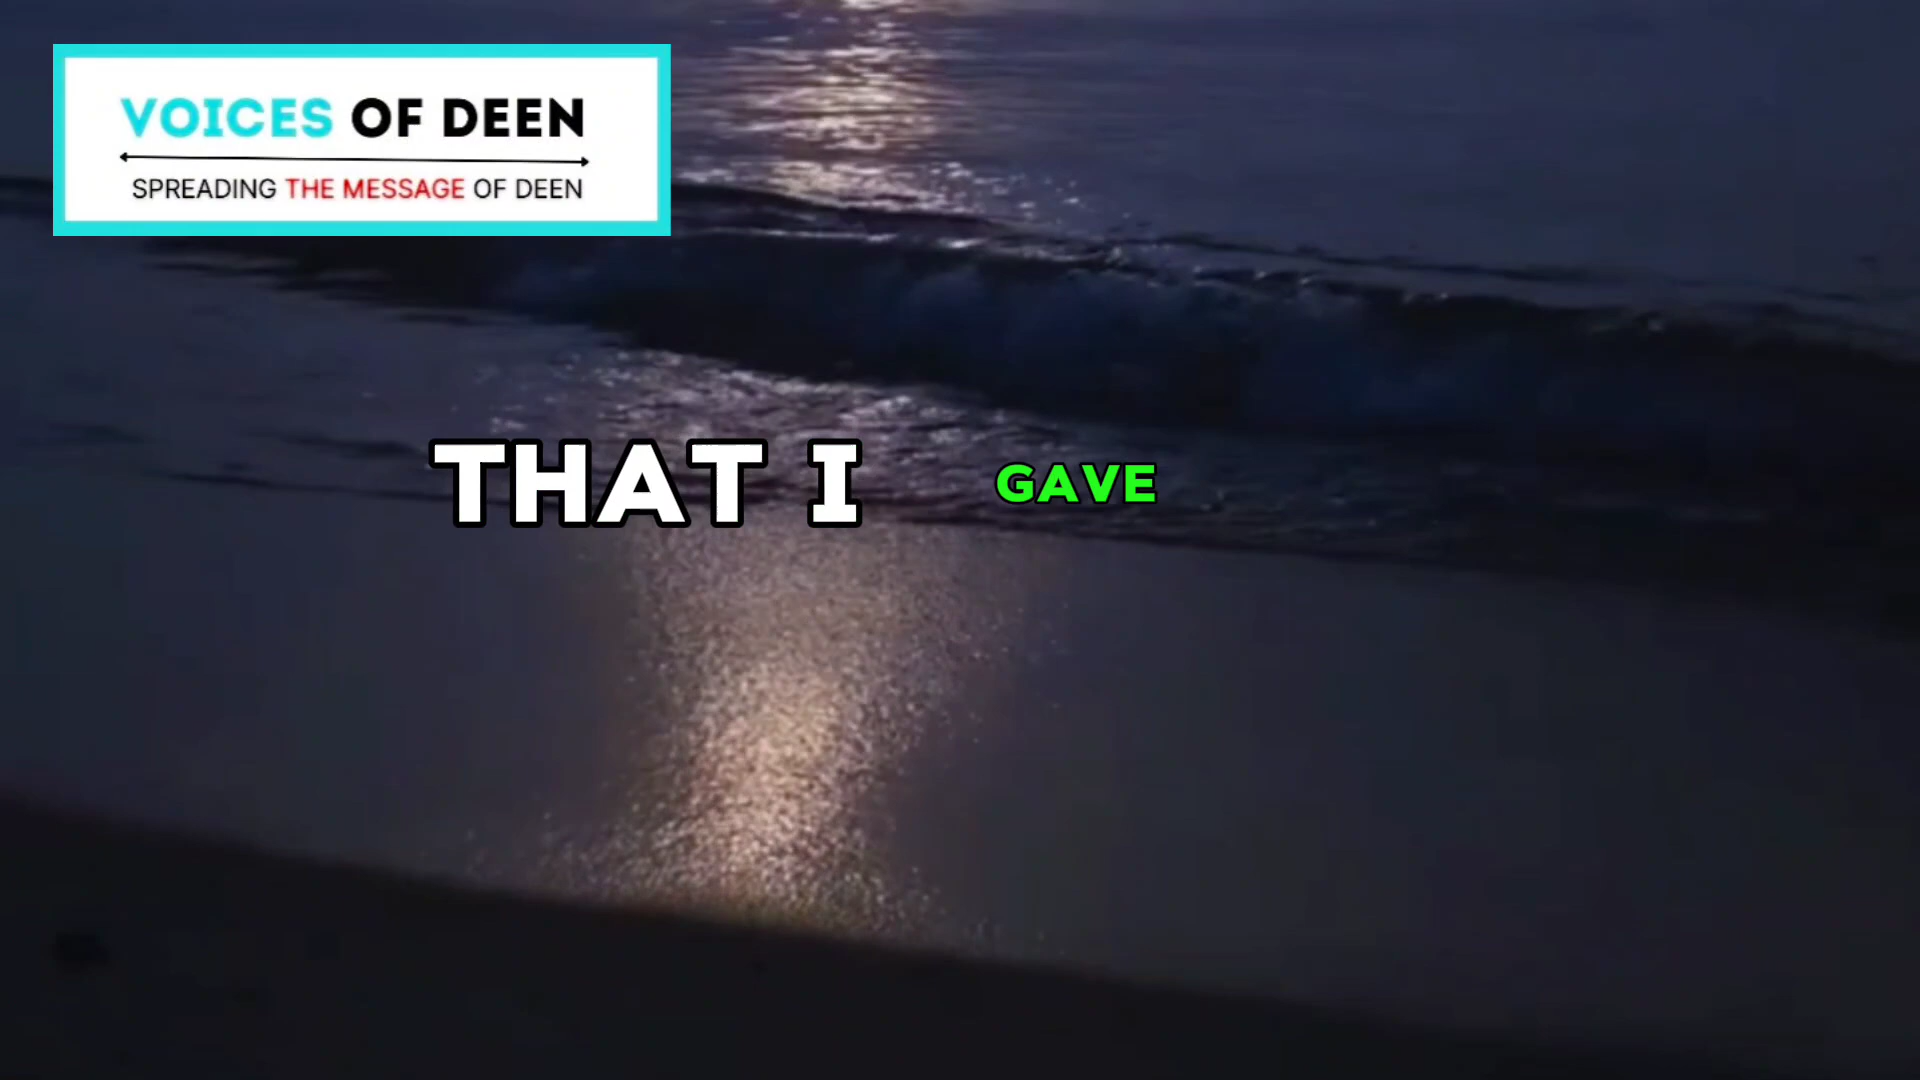 VOICES OF DEEN
SPREADING THE MESSAGE OF DEEN
THAT I GAVE